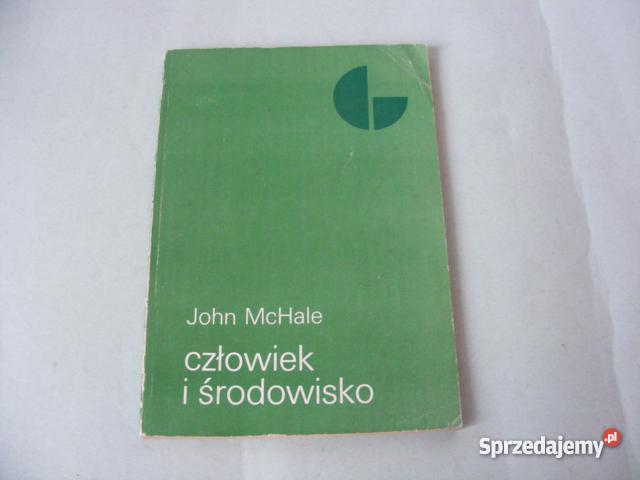 John McHale
człowiek
i środowisko
Sprzedajemy.pl